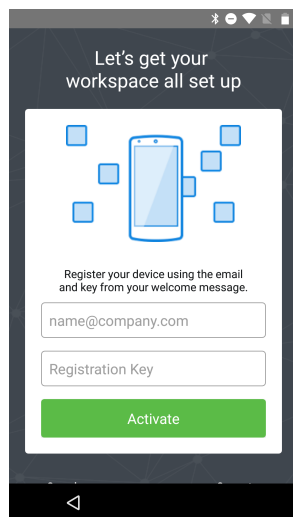 Let's get your
workspace all set up
Register your device using the email
and key from your welcome message.
name@company.com
Registration Key
Activate